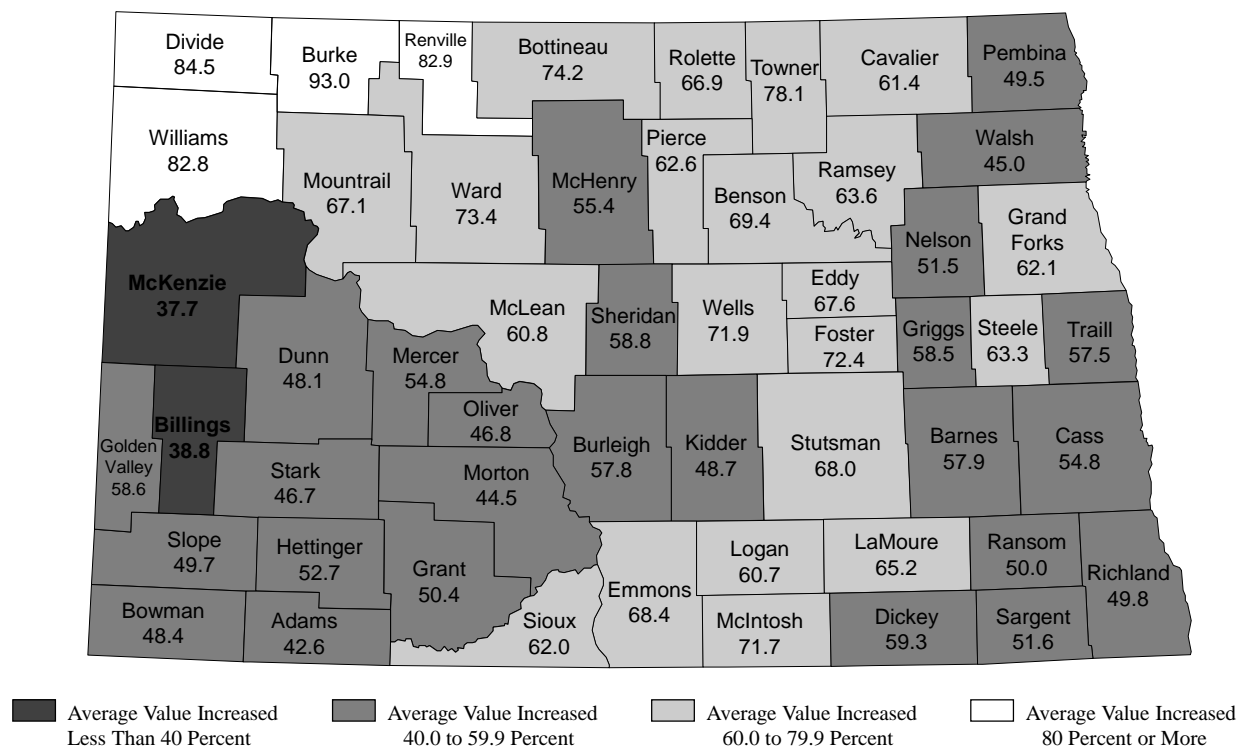 Divide
84.5
Burke
93.0
Renville
82.9
Bottineau
74.2
Rolette
66.9
Towner
78.1
Cavalier
61.4
Pembina
49.5
Williams
82.8
Mountrail
67.1
Ward
73.4
McHenry
55.4
Pierce
62.6
Benson
69.4
Ramsey
63.6
Walsh
45.0
Nelson
51.5
Grand
Forks
62.1
McKenzie
37.7
Dunn
48.1
Mercer
54.8
Oliver
46.8
McLean
60.8
Sheridan
58.8
Wells
71.9
Eddy
67.6
Foster
72.4
Griggs
58.5
Steele
63.3
Traill
57.5
Golden
Valley
58.6
Billings
38.8
Stark
46.7
Morton
44.5
Burleigh
57.8
Kidder
48.7
Stutsman
68.0
Barnes
57.9
Cass
54.8
Slope
49.7
Hettinger
52.7
Grant
50.4
Bowman
48.4
Adams
42.6
Sioux
62.0
Emmons
68.4
Logan
60.7
McIntosh
71.7
LaMoure
65.2
Dickey
59.3
Ransom
50.0
Sargent
51.6
Richland
49.8
Average Value Increased
Less Than 40 Percent
Average Value Increased
40.0 to 59.9 Percent
Average Value Increased
60.0 to 79.9 Percent
Average Value Increased
80 Percent or More